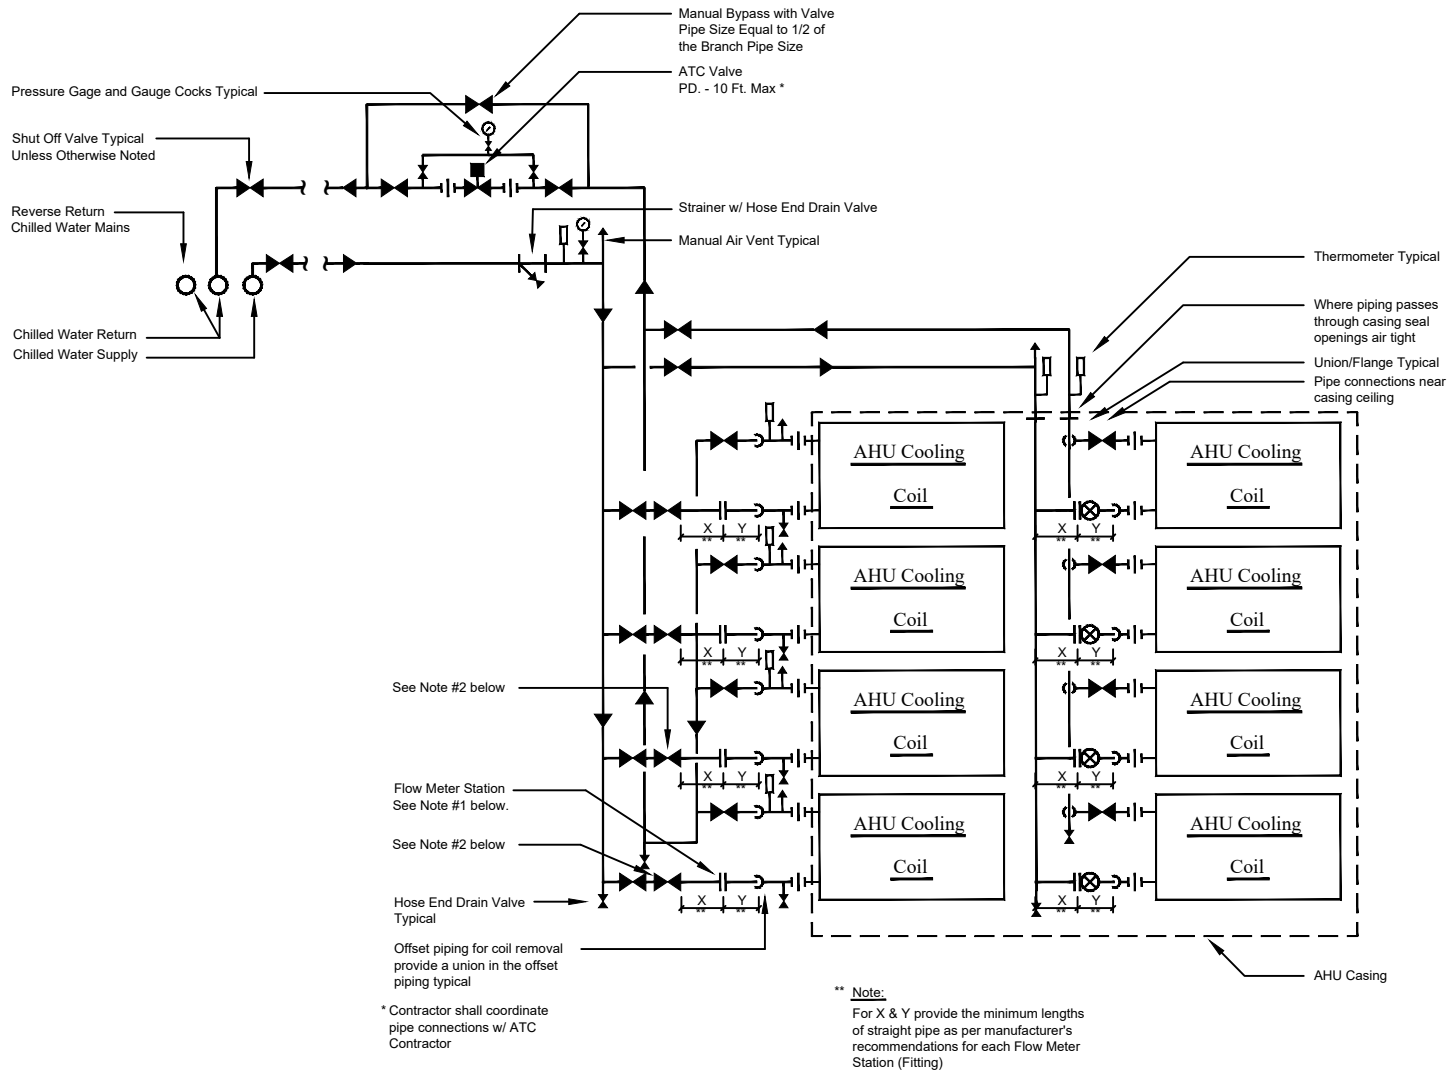 Manual Bypass with Valve
Pipe Size Equal to 1/2 of
the Branch Pipe Size
ATC Valve
PD. - 10 Ft. Max *
Pressure Gage and Gauge Cocks Typical
Shut Off Valve Typical
Unless Otherwise Noted
Reverse Return
Chilled Water Mains
Strainer w/ Hose End Drain Valve
Manual Air Vent Typical
Chilled Water Return
Chilled Water Supply
Thermometer Typical
Where piping passes
through casing seal
openings air tight
Union/Flange Typical
Pipe connections near
casing ceiling
AHU Cooling
Coil
AHU Cooling
Coil
X Y
** **
X Y
** **
AHU Cooling
Coil
AHU Cooling
Coil
X Y
** **
X Y
** **
See Note #2 below
AHU Cooling
Coil
AHU Cooling
Coil
X Y
** **
X Y
** **
Flow Meter Station
See Note #1 below.
See Note #2 below
AHU Cooling
Coil
AHU Cooling
Coil
X Y
** **
X Y
** **
Hose End Drain Valve
Typical
Offset piping for coil removal
provide a union in the offset
piping typical
AHU Casing
* Contractor shall coordinate
pipe connections w/ ATC
Contractor
** Note:
For X & Y provide the minimum lengths
of straight pipe as per manufacturer's
recommendations for each Flow Meter
Station (Fitting)